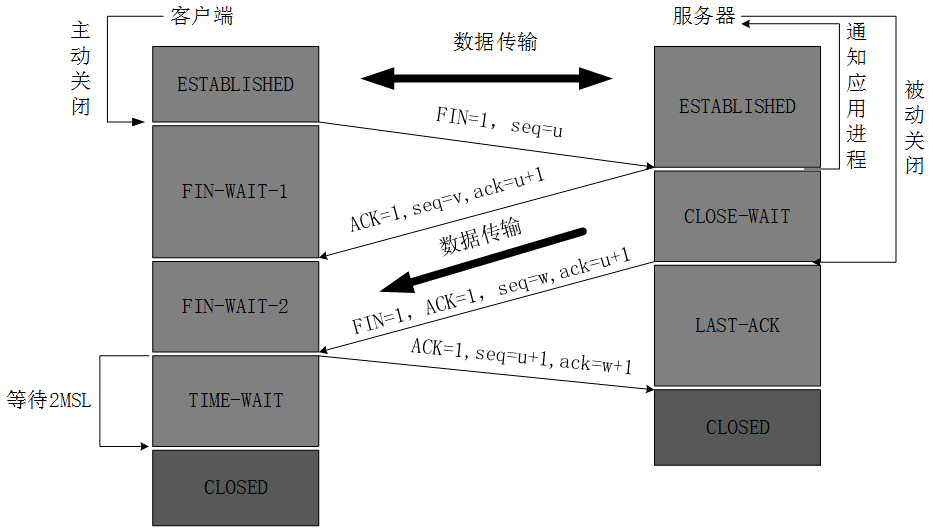 客户端
服务器
主动关闭
数据传输
通知应用进程
被动关闭
ESTABLISHED
ESTABLISHED
FIN=1, seq=u
FIN-WAIT-1
ACK=1,seq=v,ack=u+1
CLOSE-WAIT
数据传输
FIN-WAIT-2
FIN=1, ACK=1, seq=w,ack=u+1
LAST-ACK
ACK=1,seq=u+1,ack=w+1
等待2MSL
TIME-WAIT
CLOSED
CLOSED